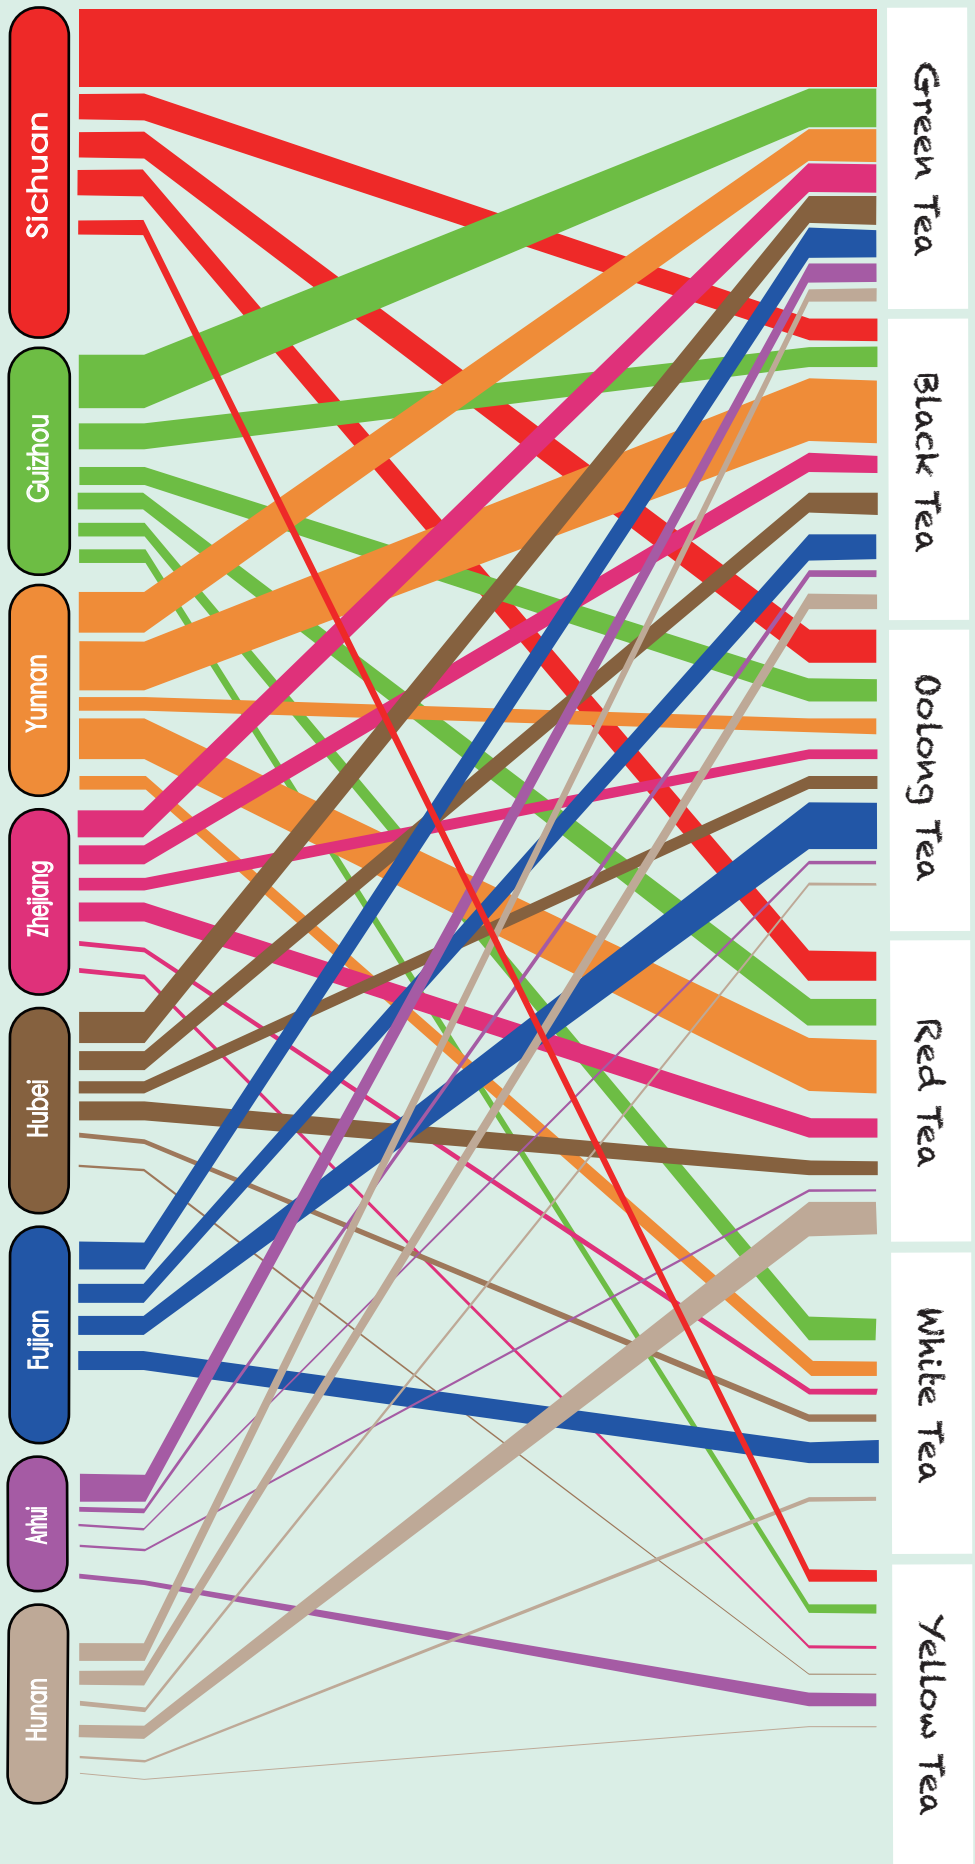 Sichuan
Guizhou
Yunnan
Zhejiang
Hubei
Fujian
Anhui
Hunan
Green Tea
Black Tea
Oolong Tea
Red Tea
White Tea
Yellow Tea